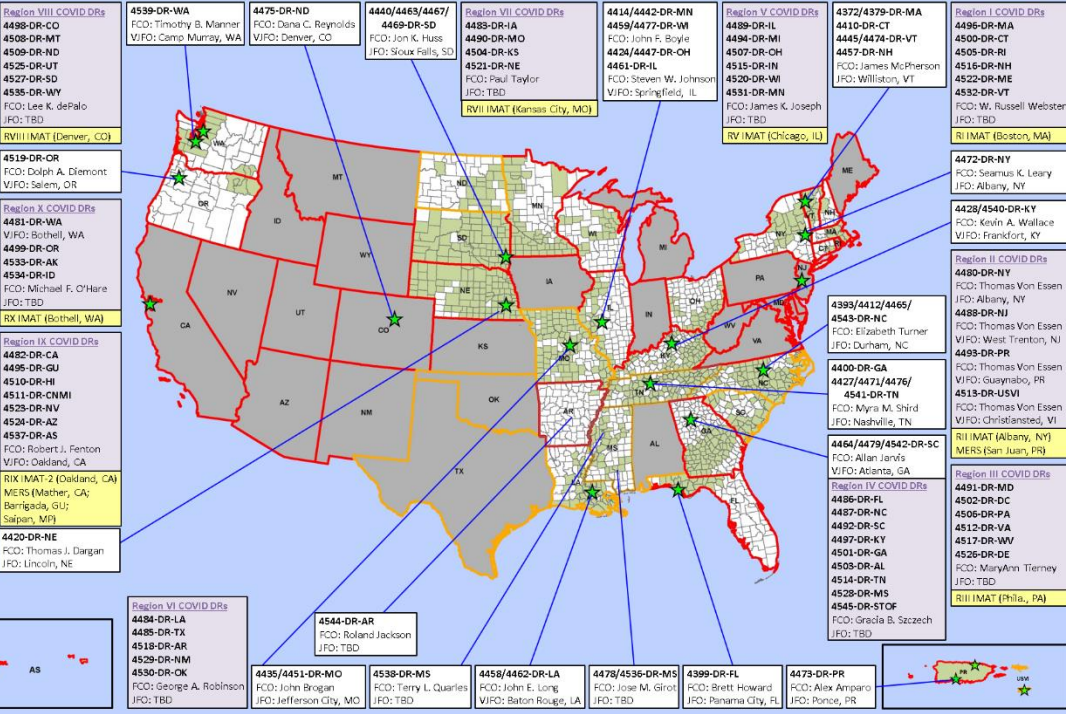 Region VIII COVID DRs
4498-DR-CO
4508-DR-MT
4509-DR-ND
4525-DR-UT
4527-DR-SD
4535-DR-WY
FCO: Lee K. dePalo
JFO: TBD
RVIII IMAT (Denver, CO)
4539-DR-WA
FCO: Timothy B. Manner
VJFO: Camp Murray, WA
4475-DR-ND
FCO: Dana C. Reynolds
VJFO: Denver, CO
4440/4463/4467/
4469-DR-SD
FCO: Jon K. Huss
JFO: Sioux Falls, SD
Region VII COVID DRs
4483-DR-IA
4490-DR-MO
4504-DR-KS
4521-DR-NE
FCO: Paul Taylor
JFO: TBD
RVII IMAT (Kansas City, MO)
4414/4442-DR-MN
4459/4477-DR-WI
FCO: John F. Boyle
4424/4447-DR-OH
4461-DR-IL
FCO: Steven W. Johnson
VJFO: Springfield, IL
Region V COVID DRs
4489-DR-IL
4494-DR-MI
4507-DR-OH
4515-DR-IN
4520-DR-WI
4531-DR-MN
FCO: James K. Joseph
JFO: TBD
RV IMAT (Chicago, IL)
4372/4379-DR-MA
4410-DR-CT
4445/4474-DR-VT
4457-DR-NH
FCO: James McPherson
JFO: Williston, VT
Region I COVID DRs
4496-DR-MA
4500-DR-CT
4505-DR-RI
4516-DR-NH
4522-DR-ME
4532-DR-VT
FCO: W. Russell Webster
JFO: TBD
RI IMAT (Boston, MA)
4519-DR-OR
FCO: Dolph A. Diemont
VJFO: Salem, OR
Region X COVID DRs
4481-DR-WA
VJFO: Bothell, WA
4499-DR-OR
4533-DR-AK
4534-DR-ID
FCO: Michael F. O'Hare
JFO: TBD
RX IMAT (Bothell, WA)
Region IX COVID DRs
4482-DR-CA
4495-DR-GU
4510-DR-HI
4511-DR-CNMI
4523-DR-NV
4524-DR-AZ
4537-DR-AS
FCO: Robert J. Fenton
VJFO: Oakland, CA
RIX IMAT-2 (Oakland, CA)
MERS (Mather, CA;
Barrigada, GU;
Saipan, MP)
4420-DR-NE
FCO: Thomas J. Dargan
JFO: Lincoln, NE
WA
OR
CA
NV
ID
MT
WY
UT
CO
AZ
NM
ND
SD
NE
KS
OK
TX
MN
IA
MO
AR
LA
WI
IL
MI
IN
OH
KY
TN
MS
AL
GA
FL
SC
NC
VA
WV
MD
PA
NJ
NY
CT
RI
MA
VT
NH
ME
4472-DR-NY
FCO: Seamus K. Leary
JFO: Albany, NY
4428/4540-DR-KY
FCO: Kevin A. Wallace
VJFO: Frankfort, KY
Region II COVID DRs
4480-DR-NY
FCO: Thomas Von Essen
JFO: Albany, NY
4488-DR-NJ
FCO: Thomas Von Essen
VJFO: West Trenton, NJ
4493-DR-PR
FCO: Thomas Von Essen
VJFO: Guaynabo, PR
4513-DR-USVI
FCO: Thomas Von Essen
VJFO: Christiansted, VI
RII IMAT (Albany, NY)
MERS (San Juan, PR)
4393/4412/4465/
4543-DR-NC
FCO: Elizabeth Turner
JFO: Durham, NC
4400-DR-GA
4427/4471/4476/
4541-DR-TN
FCO: Myra M. Shird
JFO: Nashville, TN
4464/4479/4542-DR-SC
FCO: Allan Jarvis
VJFO: Atlanta, GA
Region IV COVID DRs
4486-DR-FL
4487-DR-NC
4492-DR-SC
4497-DR-KY
4501-DR-GA
4503-DR-AL
4514-DR-TN
4528-DR-MS
4545-DR-STOF
FCO: Gracia B. Szczech
JFO: TBD
Region III COVID DRs
4491-DR-MD
4502-DR-DC
4506-DR-PA
4512-DR-VA
4517-DR-WV
4526-DR-DE
FCO: MaryAnn Tierney
JFO: TBD
RIII IMAT (Phila., PA)
AS
Region VI COVID DRs
4484-DR-LA
4485-DR-TX
4518-DR-AR
4529-DR-NM
4530-DR-OK
FCO: George A. Robinson
JFO: TBD
4544-DR-AR
FCO: Roland Jackson
JFO: TBD
4435/4451-DR-MO
FCO: John Brogan
JFO: Jefferson City, MO
4538-DR-MS
FCO: Terry L. Quarles
JFO: TBD
4458/4462-DR-LA
FCO: John E. Long
VJFO: Baton Rouge, LA
4478/4536-DR-MS
FCO: Jose M. Girot
JFO: TBD
4399-DR-FL
FCO: Brett Howard
JFO: Panama City, FL
4473-DR-PR
FCO: Alex Amparo
JFO: Ponce, PR
PR
USVI